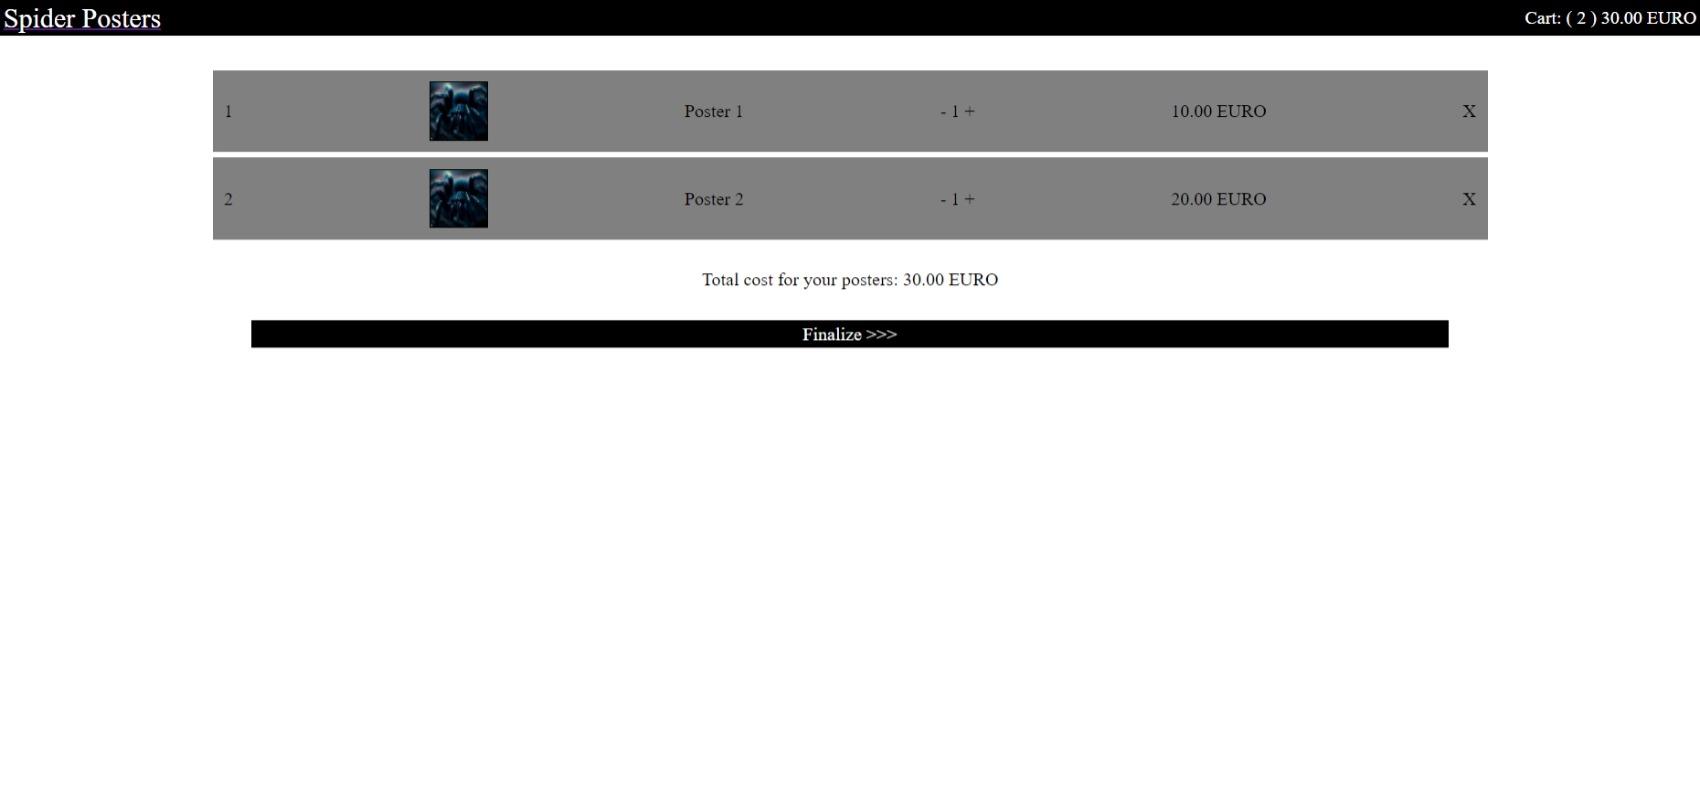 Spider Posters Cart: ( 2 ) 30.00 EURO
1 Poster 1 - 1 + 10.00 EURO X
2 Poster 2 - 1 + 20.00 EURO X
Total cost for your posters: 30.00 EURO
Finalize >>>